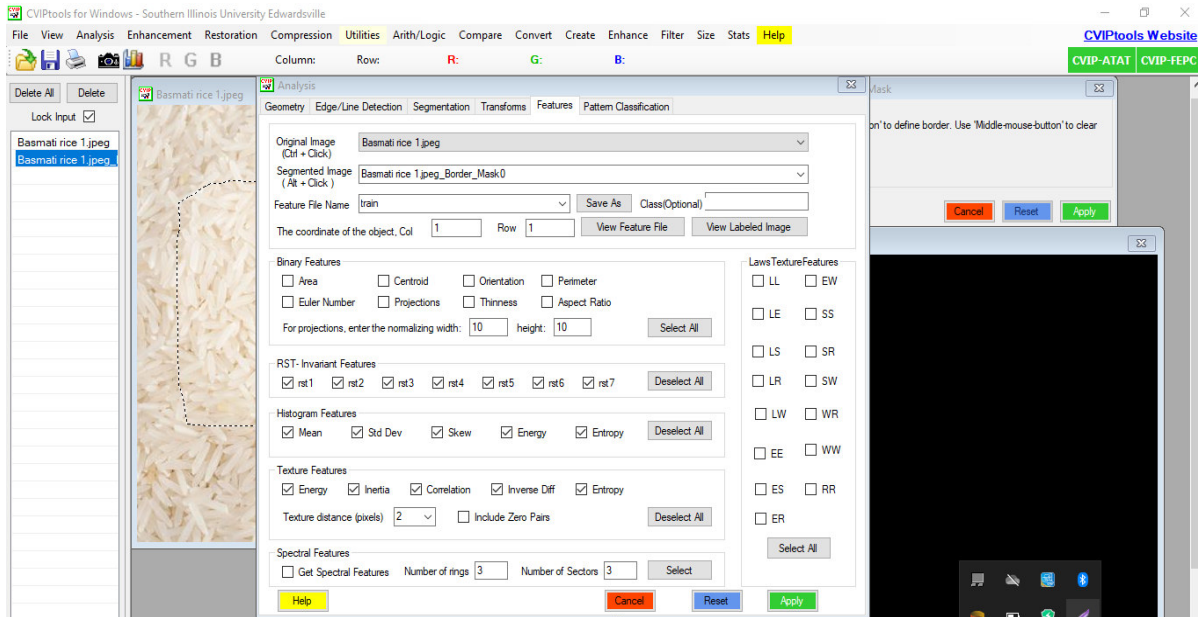 CVIPtools for Windows - Southern Illinois University Edwardsville
File View Analysis Enhancement Restoration Compression Utilities Arith/Logic Compare Convert Create Enhance Filter Size Stats Help CVIPtools Website
R G B Column: Row: R: G: B: CVIP-ATAT CVIP-FEPC
Delete All Delete
Lock Input
Basmati rice 1.jpeg
Basmati rice 1.jpeg_
Basmati rice 1.jpeg
Analysis
Geometry Edge/Line Detection Segmentation Transforms Features Pattern Classification
Original Image Basmati rice 1.jpeg
(Ctrl + Click)
Segmented Image Basmati rice 1.jpeg_Border_Mask0
( Alt + Click )
Feature File Name train Save As Class(Optional)
The coordinate of the object, Col 1 Row 1 View Feature File View Labeled Image
Binary Features
Area Centroid Orientation Perimeter
Euler Number Projections Thinness Aspect Ratio
For projections, enter the normalizing width: 10 height: 10 Select All
RST- Invariant Features
rst1 rst2 rst3 rst4 rst5 rst6 rst7 Deselect All
Histogram Features
Mean Std Dev Skew Energy Entropy Deselect All
Texture Features
Energy Inertia Correlation Inverse Diff Entropy
Texture distance (pixels) 2 Include Zero Pairs Deselect All
Spectral Features
Get Spectral Features Number of rings 3 Number of Sectors 3 Select
Help Cancel Reset Apply
LawsTextureFeatures
LL EW
LE SS
LS SR
LR SW
LW WR
EE WW
ES RR
ER
Select All
Mask
on' to define border. Use 'Middle-mouse-button' to clear
Cancel Reset Apply